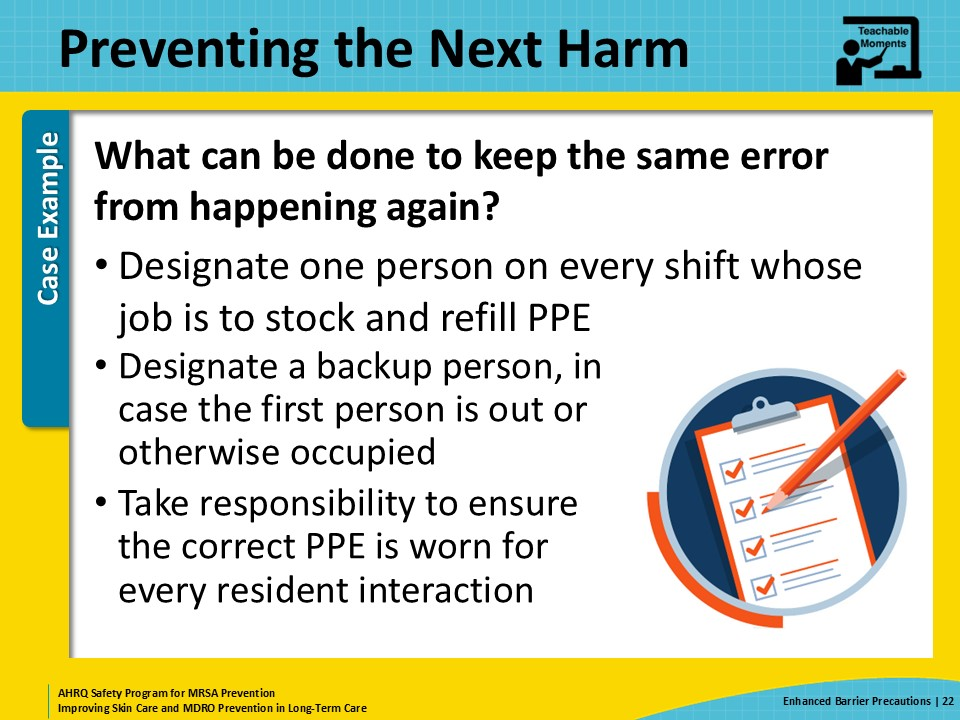 Preventing the Next Harm
Teachable
Moments
Case Example
What can be done to keep the same error
from happening again?
• Designate one person on every shift whose
job is to stock and refill PPE
• Designate a backup person, in
case the first person is out or
otherwise occupied
• Take responsibility to ensure
the correct PPE is worn for
every resident interaction
AHRQ Safety Program for MRSA Prevention
Improving Skin Care and MDRO Prevention in Long-Term Care
Enhanced Barrier Precautions | 22